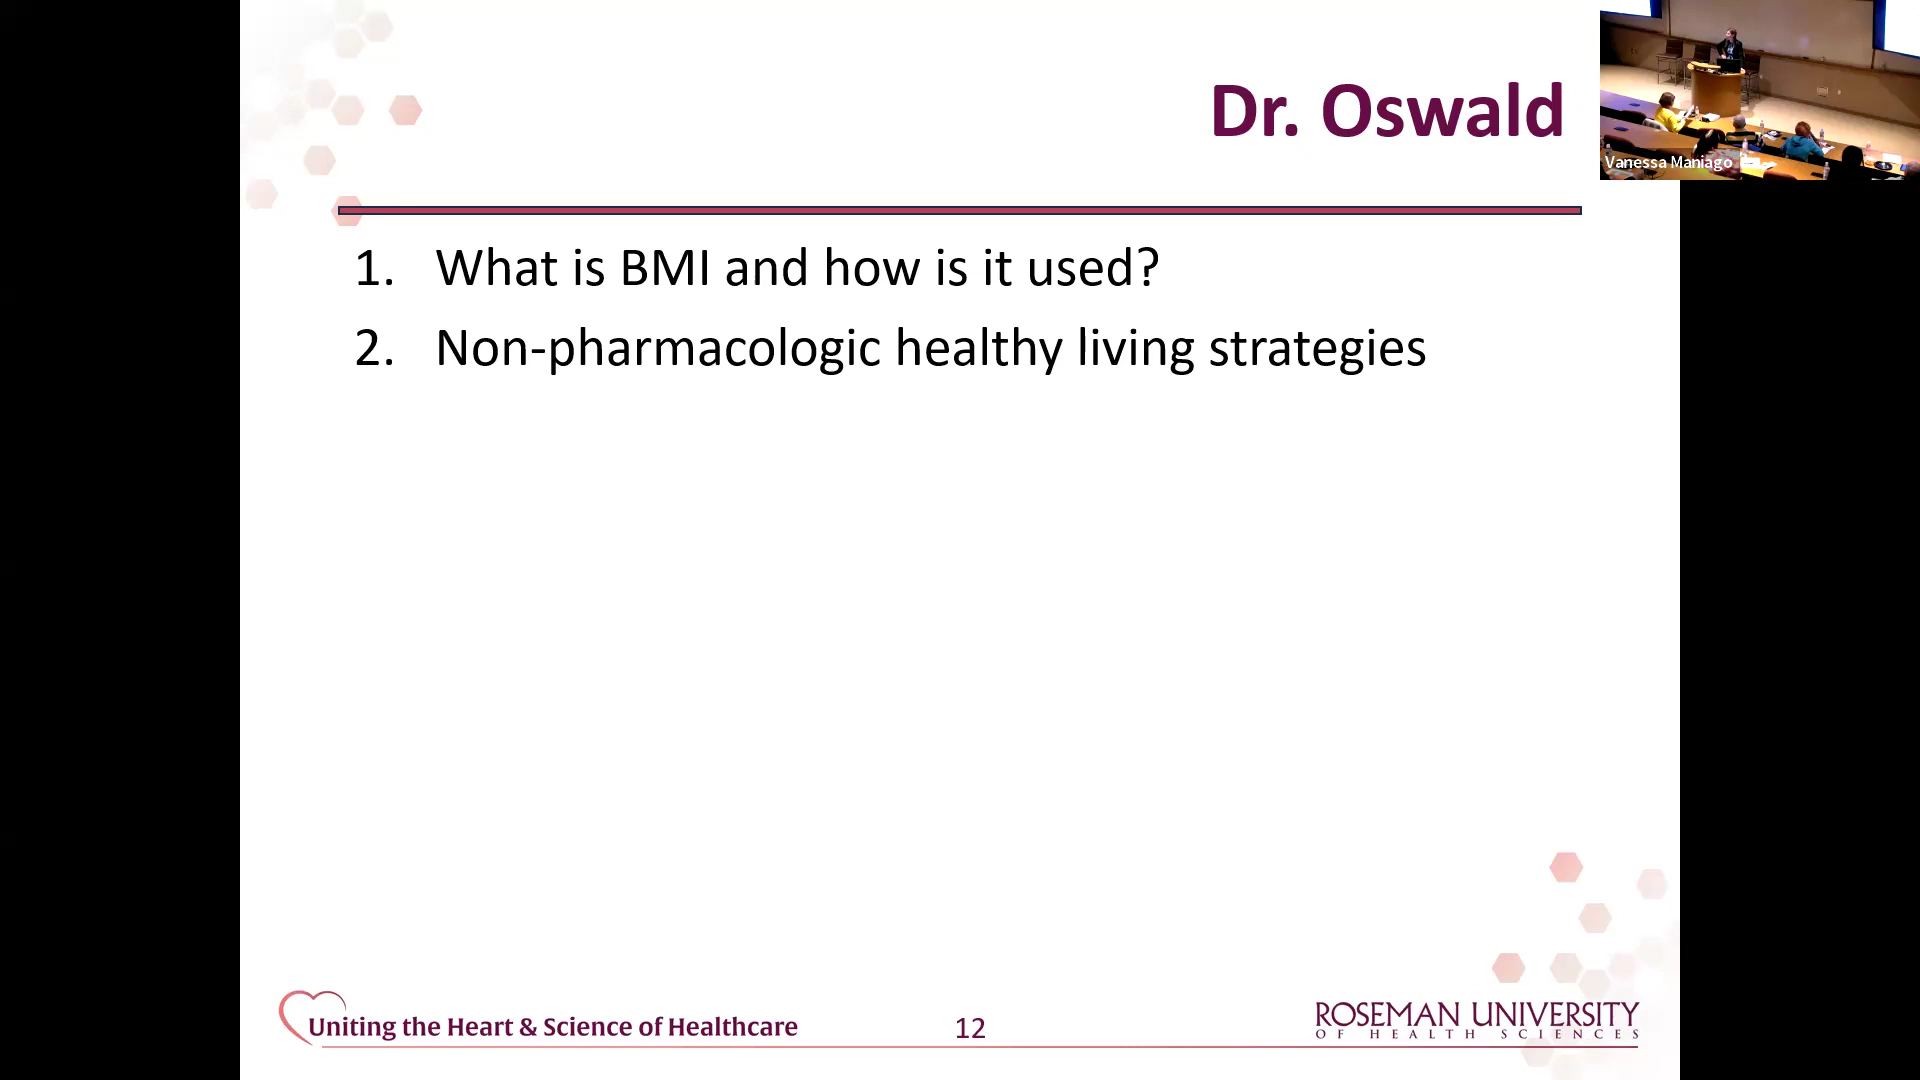 Dr. Oswald
Vanessa Maniago
1. What is BMI and how is it used?
2. Non-pharmacologic healthy living strategies
Uniting the Heart & Science of Healthcare
12
ROSEMAN UNIVERSITY
OF HEALTH SCIENCES